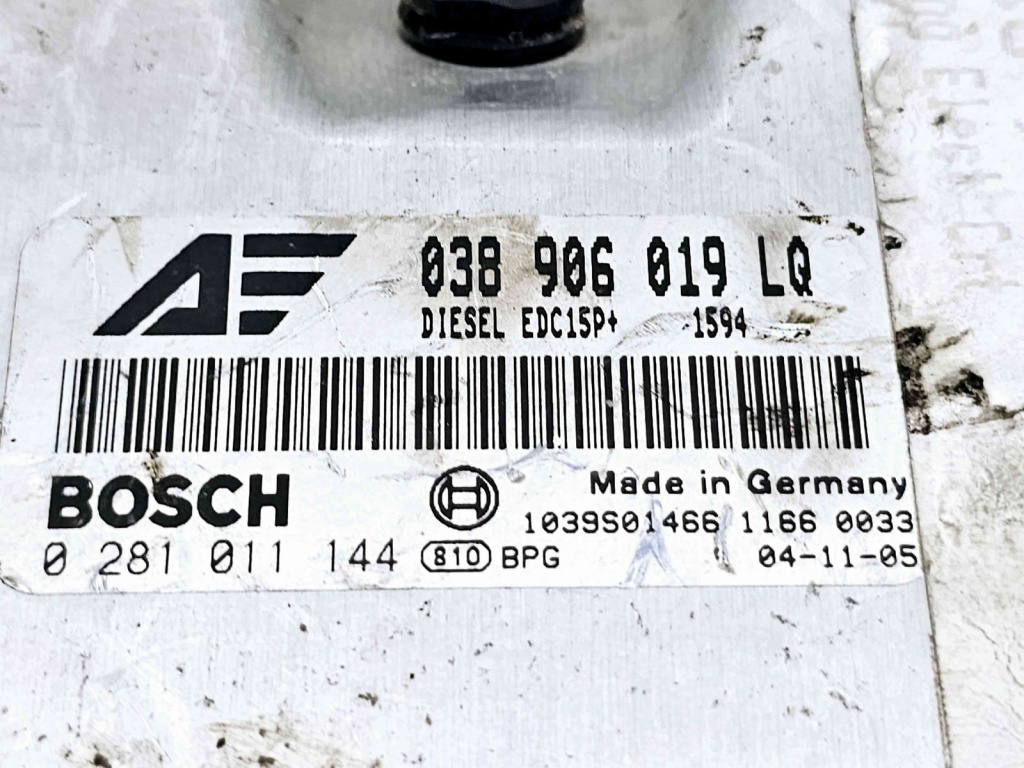 AE 038 906 019 LQ
DIESEL EDC15P+ 1594
BOSCH Made in Germany
1039S01466 1166 0033
0 281 011 144 810 BPG 04-11-05